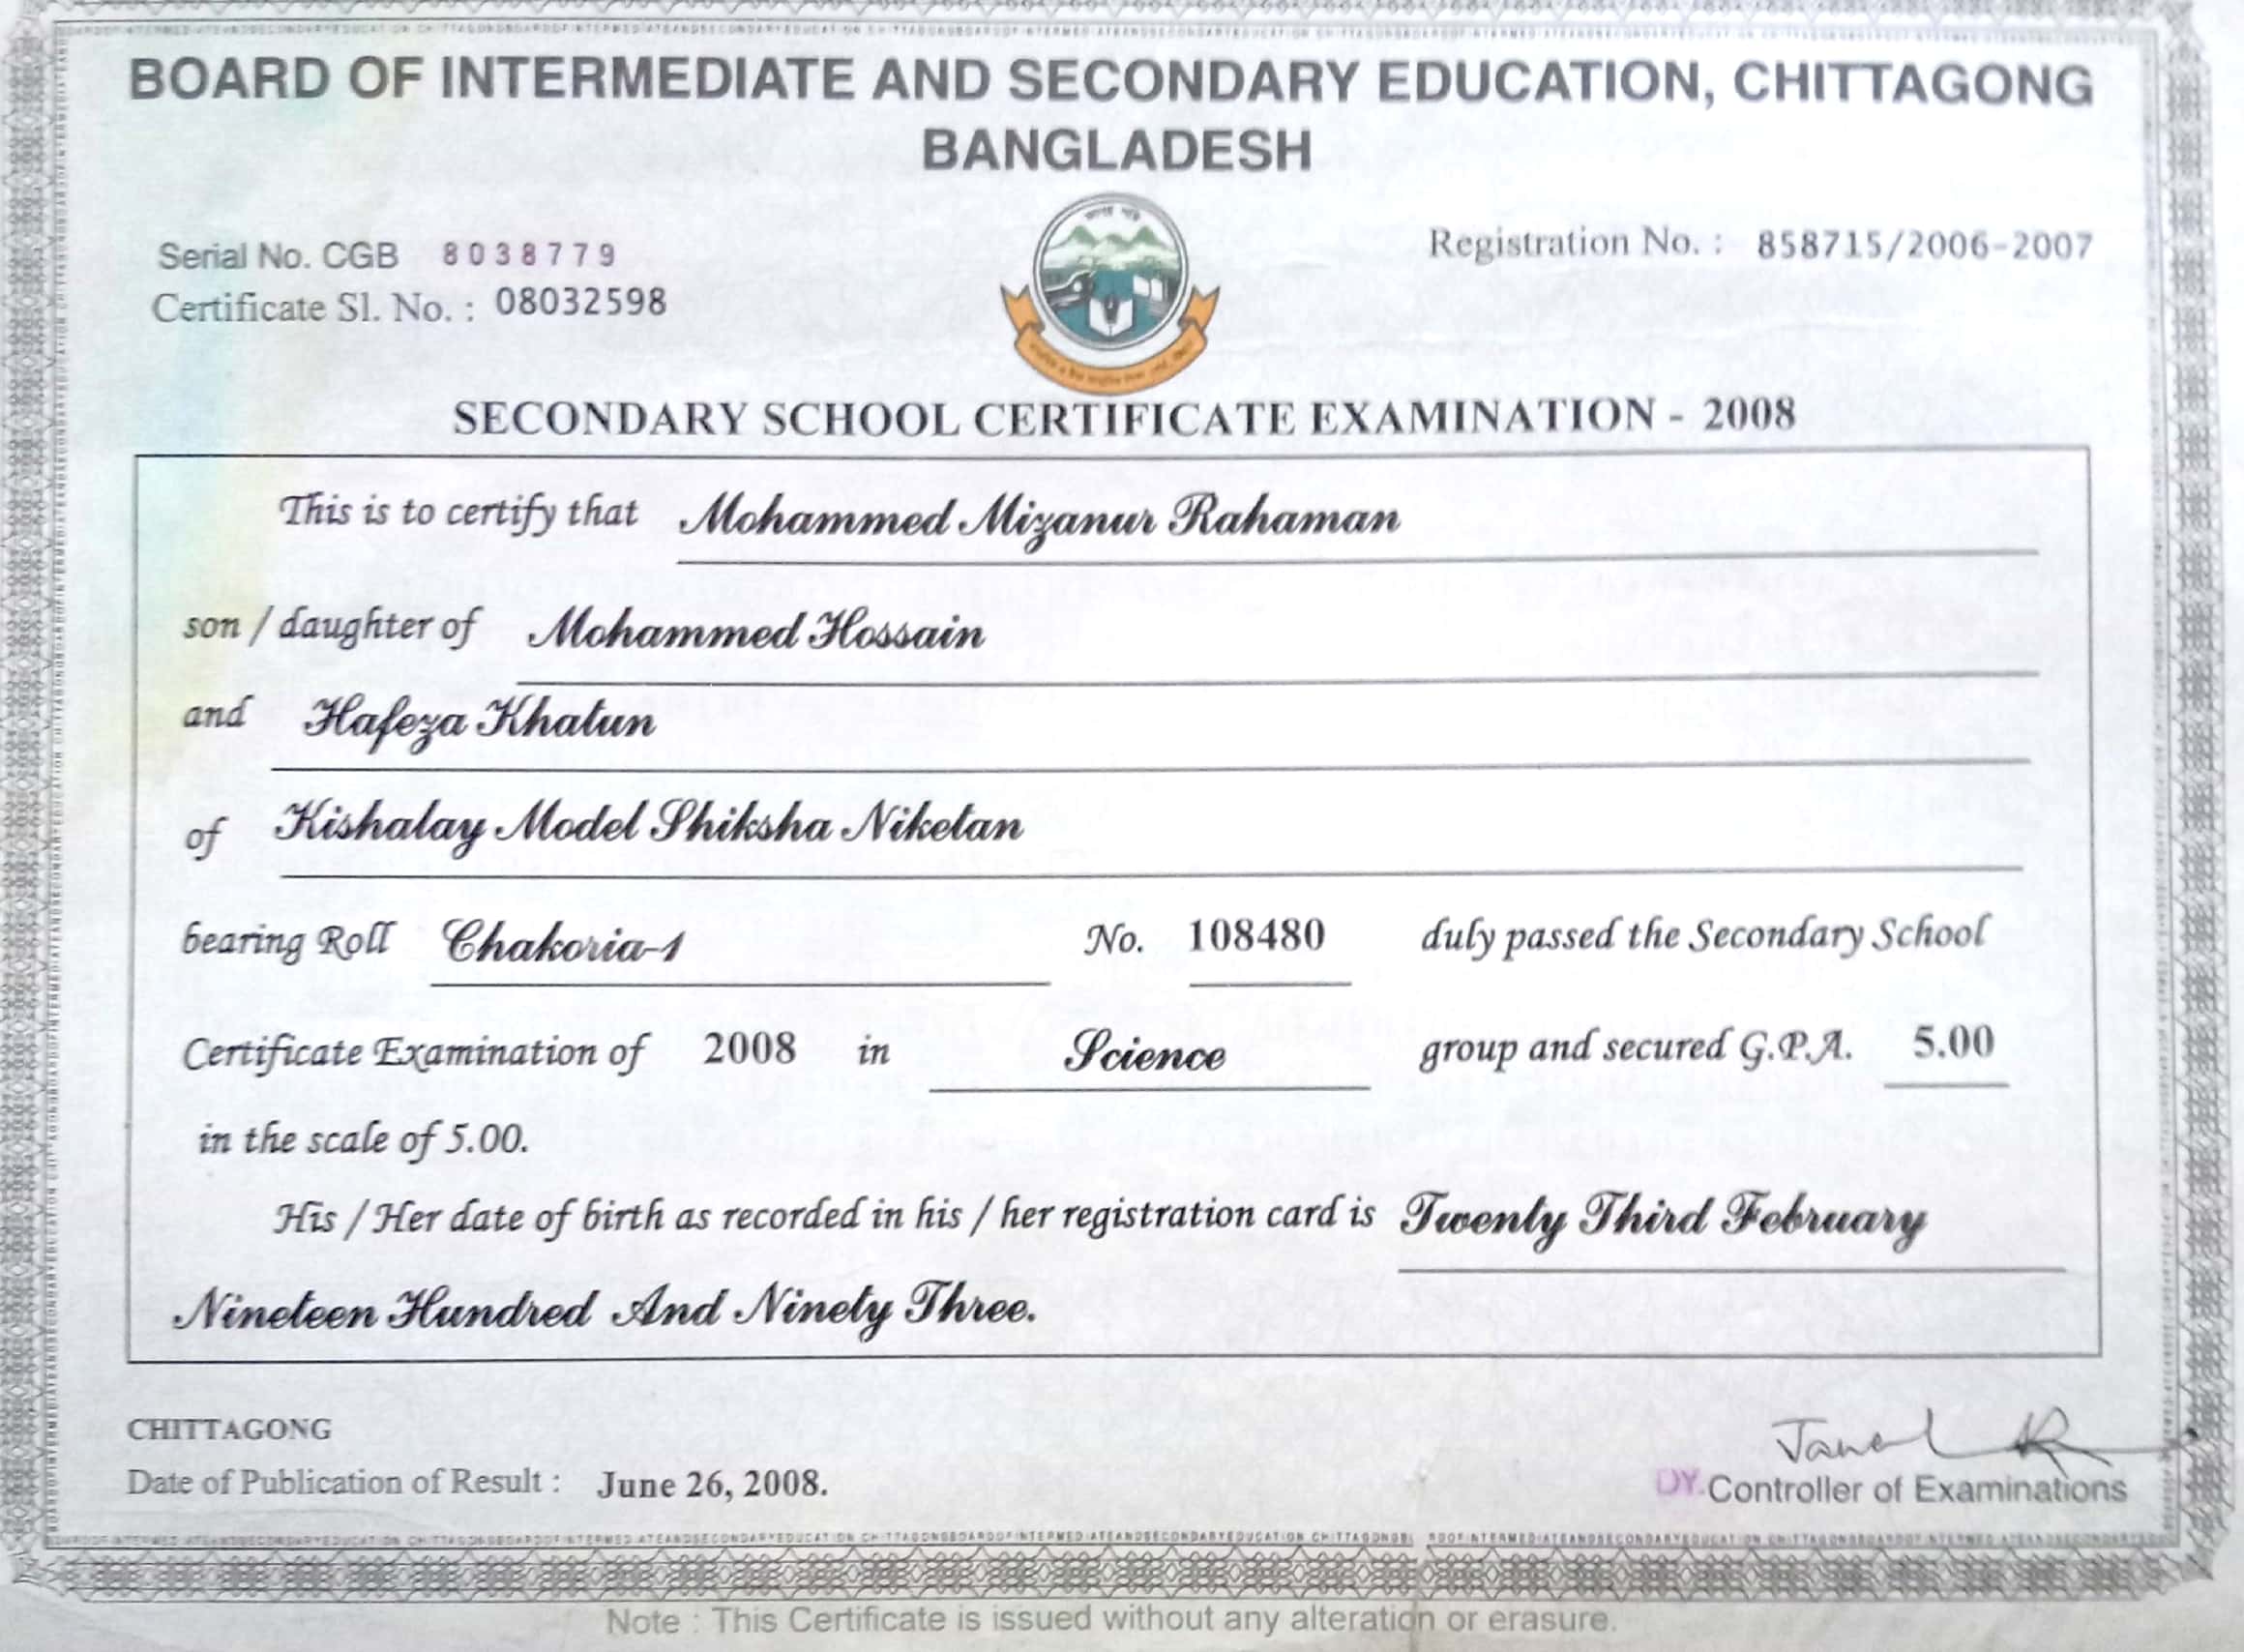 BOARD OF INTERMEDIATE AND SECONDARY EDUCATION, CHITTAGONG
BANGLADESH
Serial No. CGB 8038779
Registration No. : 858715/2006-2007
Certificate Sl. No. : 08032598
SECONDARY SCHOOL CERTIFICATE EXAMINATION - 2008
This is to certify that Mohammed Mizanur Rahaman
son / daughter of Mohammed Hossain
and Hafeza Khatun
of Kishalay Model Shiksha Niketan
bearing Roll Chakoria-1 No. 108480 duly passed the Secondary School
Certificate Examination of 2008 in Science group and secured G.P.A. 5.00
in the scale of 5.00.
His / Her date of birth as recorded in his / her registration card is Twenty Third February
Nineteen Hundred And Ninety Three.
CHITTAGONG
Date of Publication of Result : June 26, 2008.
DY. Controller of Examinations
Note : This Certificate is issued without any alteration or erasure.